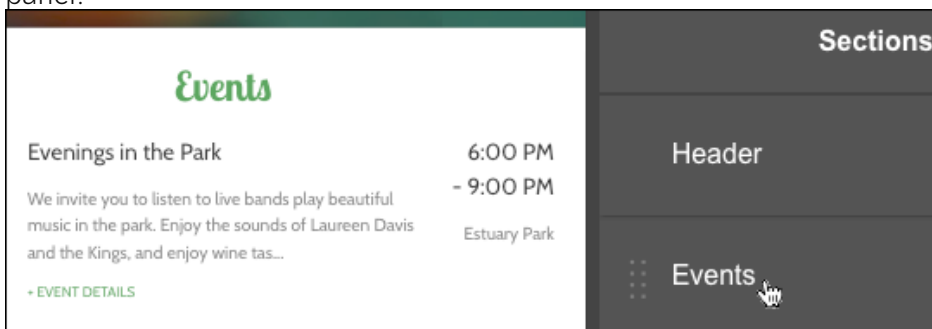 panel.
Sections
Events
Evenings in the Park
6:00 PM
- 9:00 PM
Header
We invite you to listen to live bands play beautiful
music in the park. Enjoy the sounds of Laureen Davis
and the Kings, and enjoy wine tas...
Estuary Park
+ EVENT DETAILS
Events